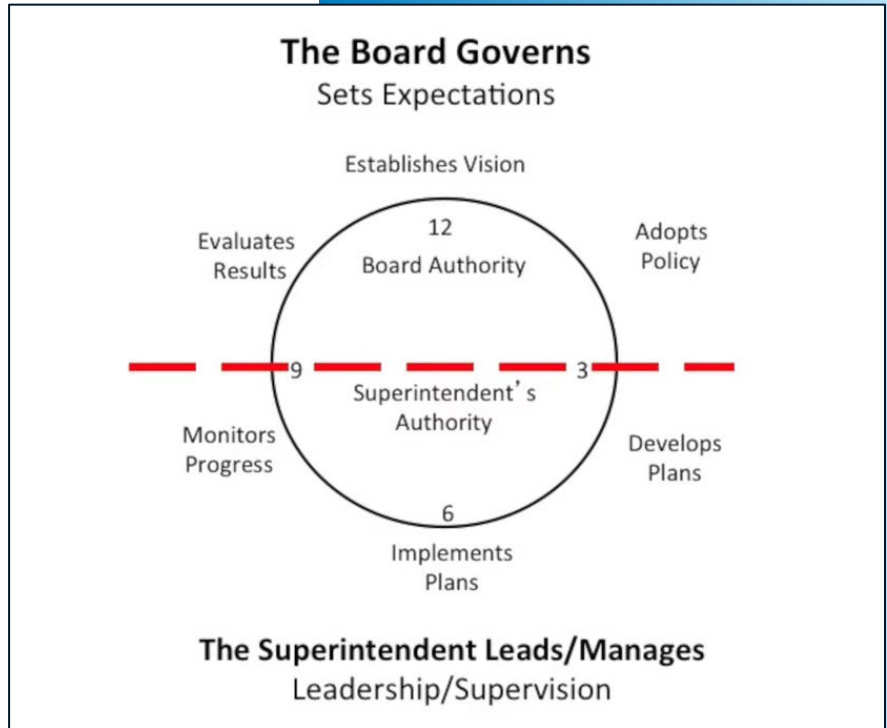 The Board Governs
Sets Expectations
Establishes Vision
12
Board Authority
Evaluates
Results
Adopts
Policy
9
3
Superintendent’s
Authority
Monitors
Progress
Develops
Plans
6
Implements
Plans
The Superintendent Leads/Manages
Leadership/Supervision